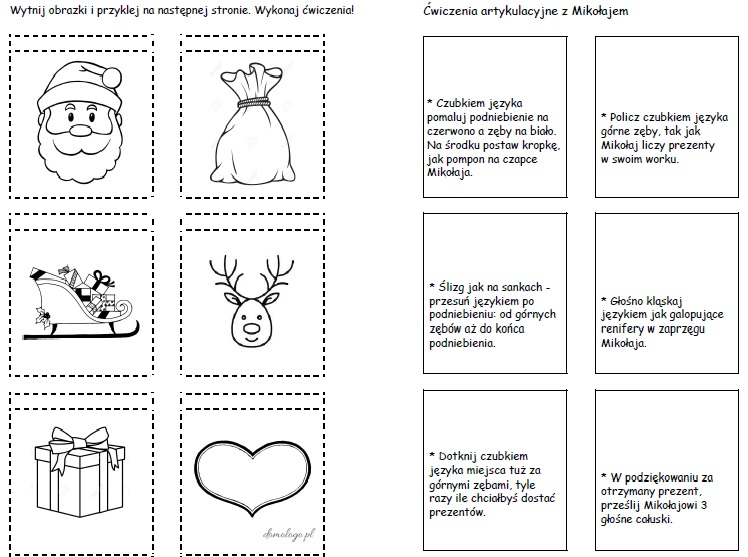 Wytnij obrazki i przyklej na następnej stronie. Wykonaj ćwiczenia!
domologo.pl
Ćwiczenia artykulacyjne z Mikołajem
* Czubkiem języka
pomaluj podniebienie na
czerwono a zęby na biało.
Na środku postaw kropkę,
jak pompon na czapce
Mikołaja.
* Policz czubkiem języka
górne zęby, tak jak
Mikołaj liczy prezenty
w swoim worku.
* Ślizg jak na sankach -
przesuń językiem po
podniebieniu: od górnych
zębów aż do końca
podniebienia.
* Głośno kląskaj
językiem jak galopujące
renifery w zaprzęgu
Mikołaja.
* Dotknij czubkiem
języka miejsca tuż za
górnymi zębami, tyle
razy ile chciałbyś dostać
prezentów.
* W podziękowaniu za
otrzymany prezent,
prześlij Mikołajowi 3
głośne całuski.